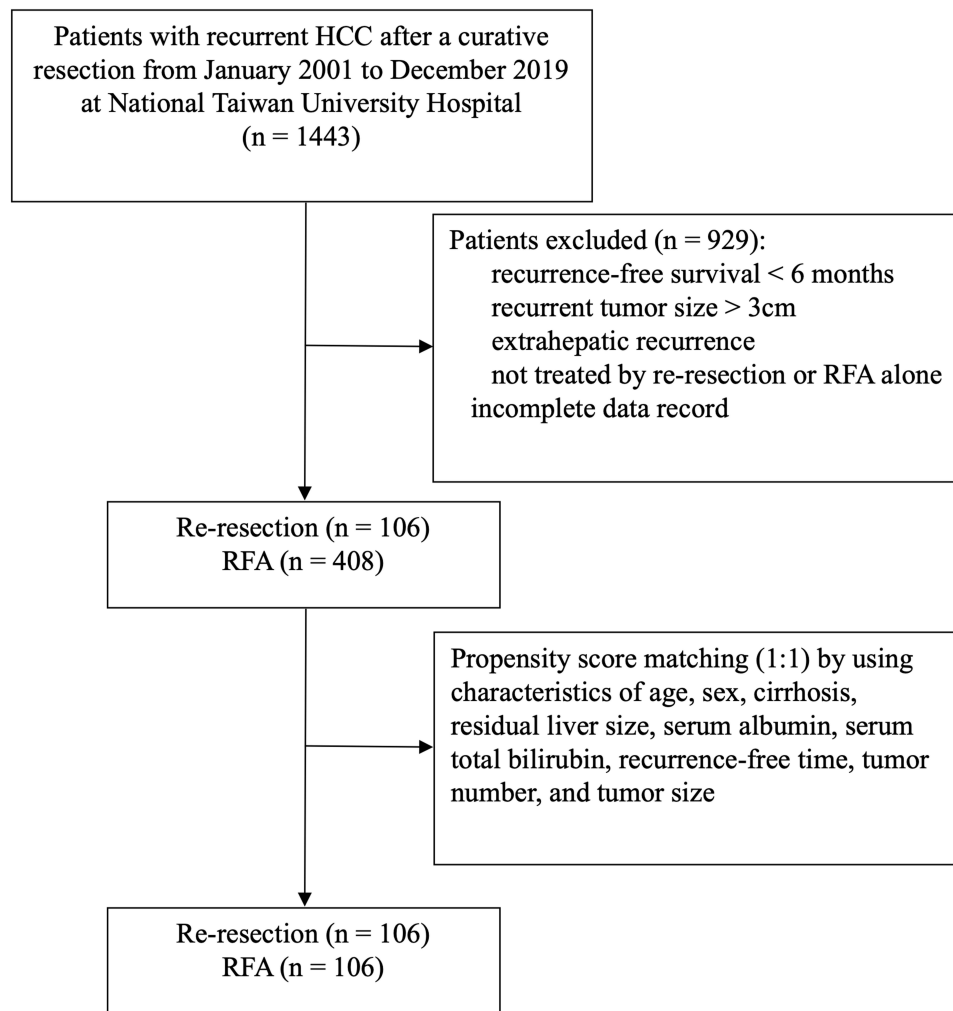 Patients with recurrent HCC after a curative
resection from January 2001 to December 2019
at National Taiwan University Hospital
(n = 1443)
Patients excluded (n = 929):
recurrence-free survival < 6 months
recurrent tumor size > 3cm
extrahepatic recurrence
not treated by re-resection or RFA alone
incomplete data record
Re-resection (n = 106)
RFA (n = 408)
Propensity score matching (1:1) by using
characteristics of age, sex, cirrhosis,
residual liver size, serum albumin, serum
total bilirubin, recurrence-free time, tumor
number, and tumor size
Re-resection (n = 106)
RFA (n = 106)